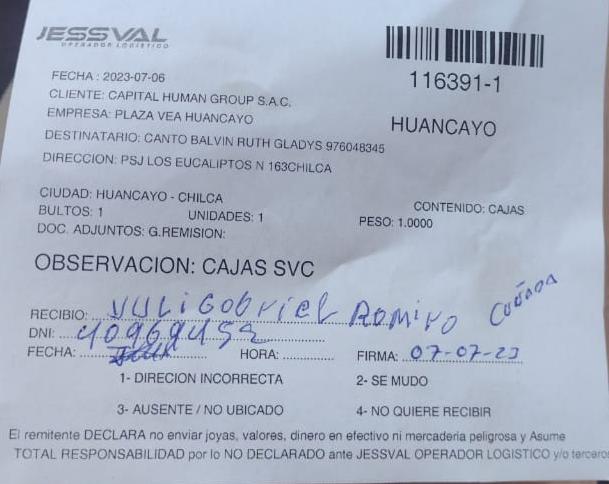 JESSVAL
OPERADOR LOGISTICO
116391-1
FECHA : 2023-07-06
CLIENTE: CAPITAL HUMAN GROUP S.A.C.
EMPRESA: PLAZA VEA HUANCAYO
HUANCAYO
DESTINATARIO: CANTO BALVIN RUTH GLADYS 976048345
DIRECCION: PSJ LOS EUCALIPTOS N 163CHILCA
CIUDAD: HUANCAYO - CHILCA
CONTENIDO: CAJAS
BULTOS: 1 UNIDADES: 1 PESO: 1.0000
DOC. ADJUNTOS: G.REMISION:
OBSERVACION: CAJAS SVC
RECIBIO: Yuli Gabriel Romiro Cuñada
DNI: 40969452
FECHA: HORA: FIRMA: 07-07-23
1- DIRECION INCORRECTA 2- SE MUDO
3- AUSENTE / NO UBICADO 4- NO QUIERE RECIBIR
El remitente DECLARA no enviar joyas, valores, dinero en efectivo ni mercaderia peligrosa y Asume
TOTAL RESPONSABILIDAD por lo NO DECLARADO ante JESSVAL OPERADOR LOGISTICO y/o terceros